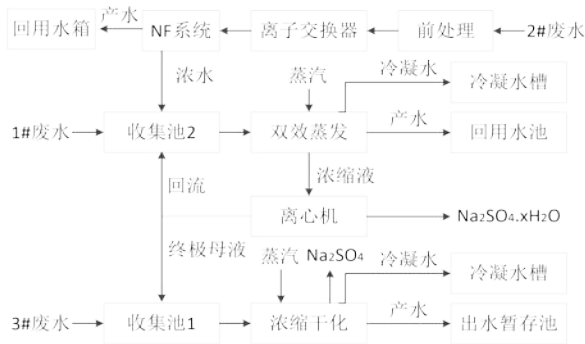 回用水箱 产水 NF系统 离子交换器 前处理 2#废水
浓水 蒸汽 冷凝水 冷凝水槽
1#废水 收集池2 双效蒸发 产水 回用水池
回流 浓缩液
离心机 Na2SO4.xH2O
终极母液 蒸汽 Na2SO4 冷凝水 冷凝水槽
3#废水 收集池1 浓缩干化 产水 出水暂存池